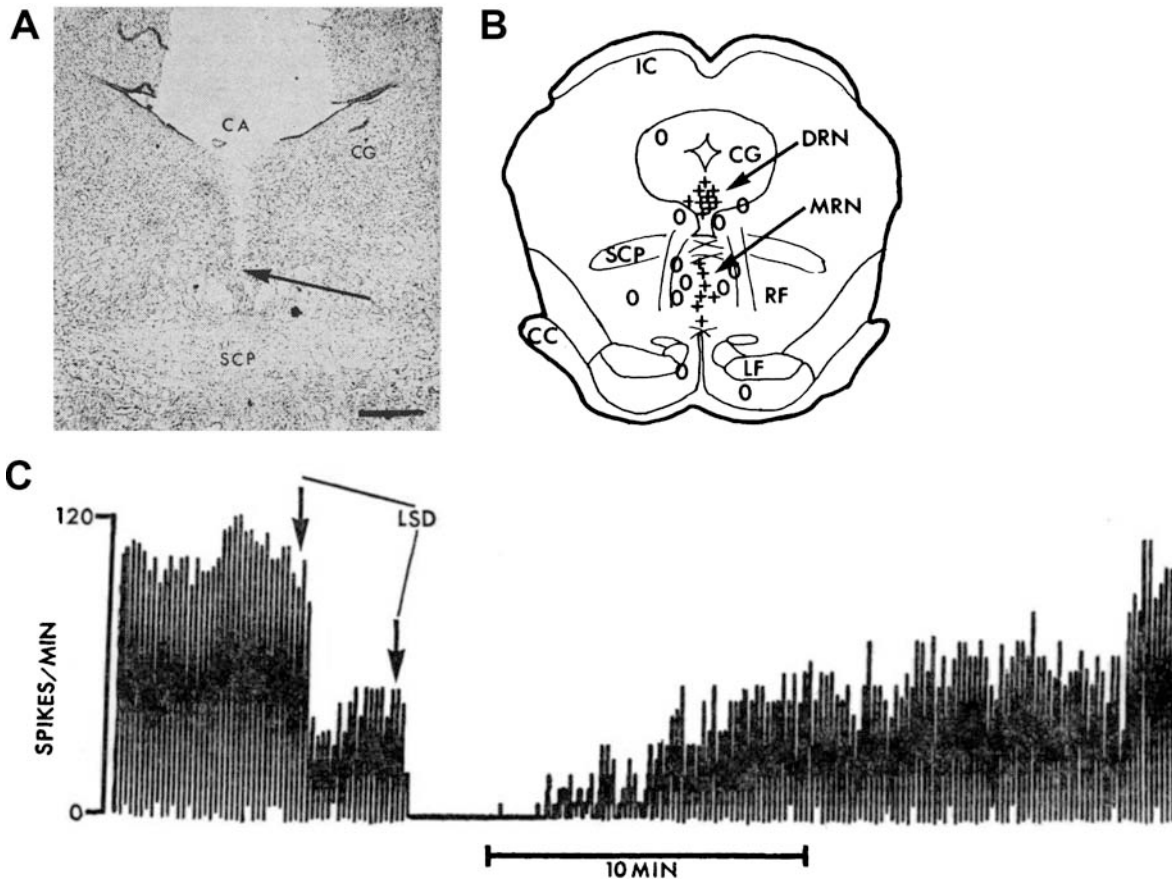 A
CA
CG
SCP
B
IC
CG
DRN
MRN
SCP
RF
CC
LF
C
120
LSD
SPIKES/MIN
0
10 MIN